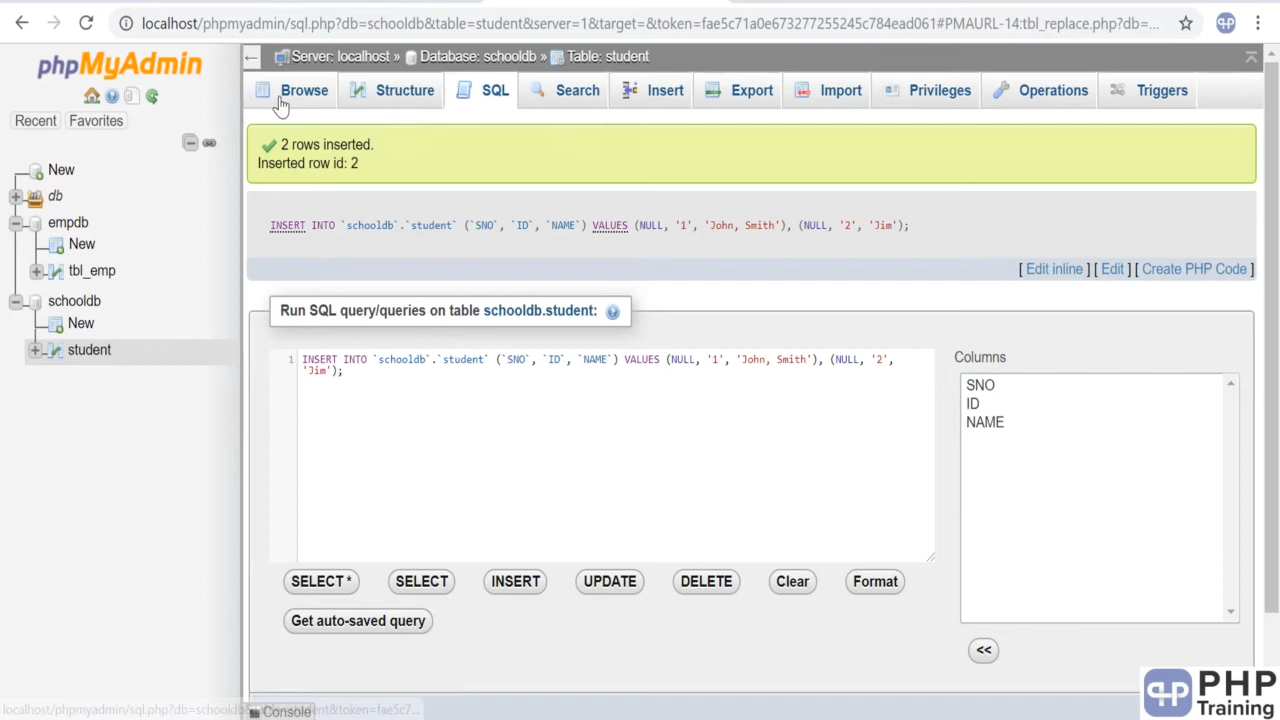 localhost/phpmyadmin/sql.php?db=schooldb&table=student&server=1&target=&token=fae5c71a0e673277255245c784ead061#PMAURL-14:tbl_replace.php?db=...
phpMyAdmin
Recent Favorites
New
db
empdb
New
tbl_emp
schooldb
New
student
Server: localhost » Database: schooldb » Table: student
Browse Structure SQL Search Insert Export Import Privileges Operations Triggers
2 rows inserted.
Inserted row id: 2
INSERT INTO `schooldb`.`student` (`SNO`, `ID`, `NAME`) VALUES (NULL, '1', 'John, Smith'), (NULL, '2', 'Jim');
[ Edit inline ] [ Edit ] [ Create PHP Code ]
Run SQL query/queries on table schooldb.student:
1 INSERT INTO `schooldb`.`student` (`SNO`, `ID`, `NAME`) VALUES (NULL, '1', 'John, Smith'), (NULL, '2',
'Jim');
Columns
SNO
ID
NAME
SELECT * SELECT INSERT UPDATE DELETE Clear Format
Get auto-saved query
<<
Console
PHP
Training